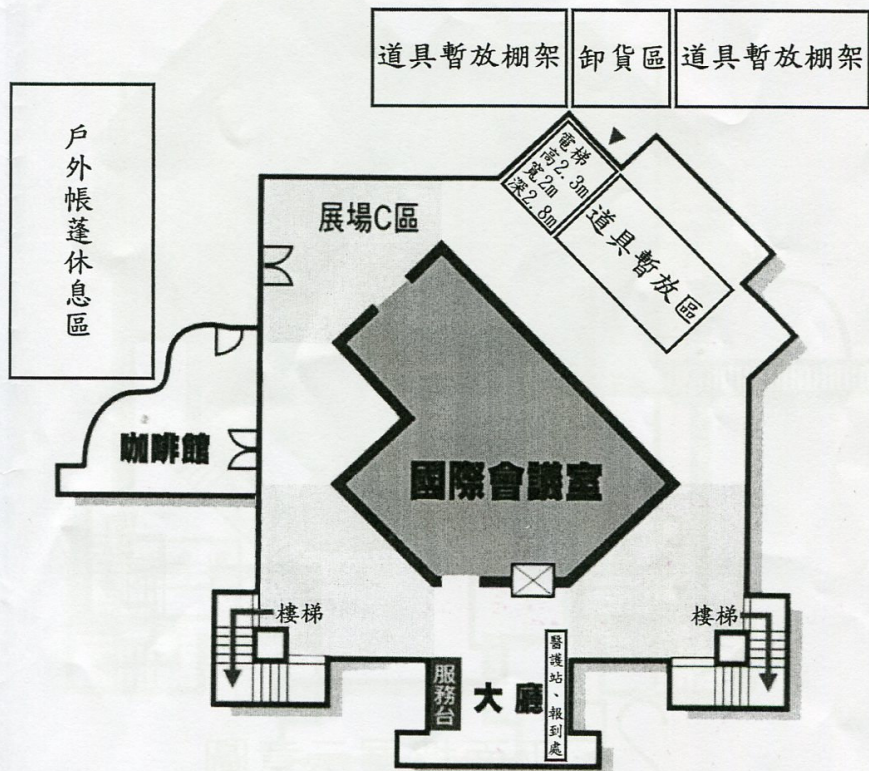 道具暫放棚架
卸貨區
道具暫放棚架
戶外帳蓬休息區
電梯
高2.3m
寬2m
深2.8m
展場C區
道具暫放區
咖啡館
國際會議室
樓梯
樓梯
服務台
大廳
醫護站、報到處